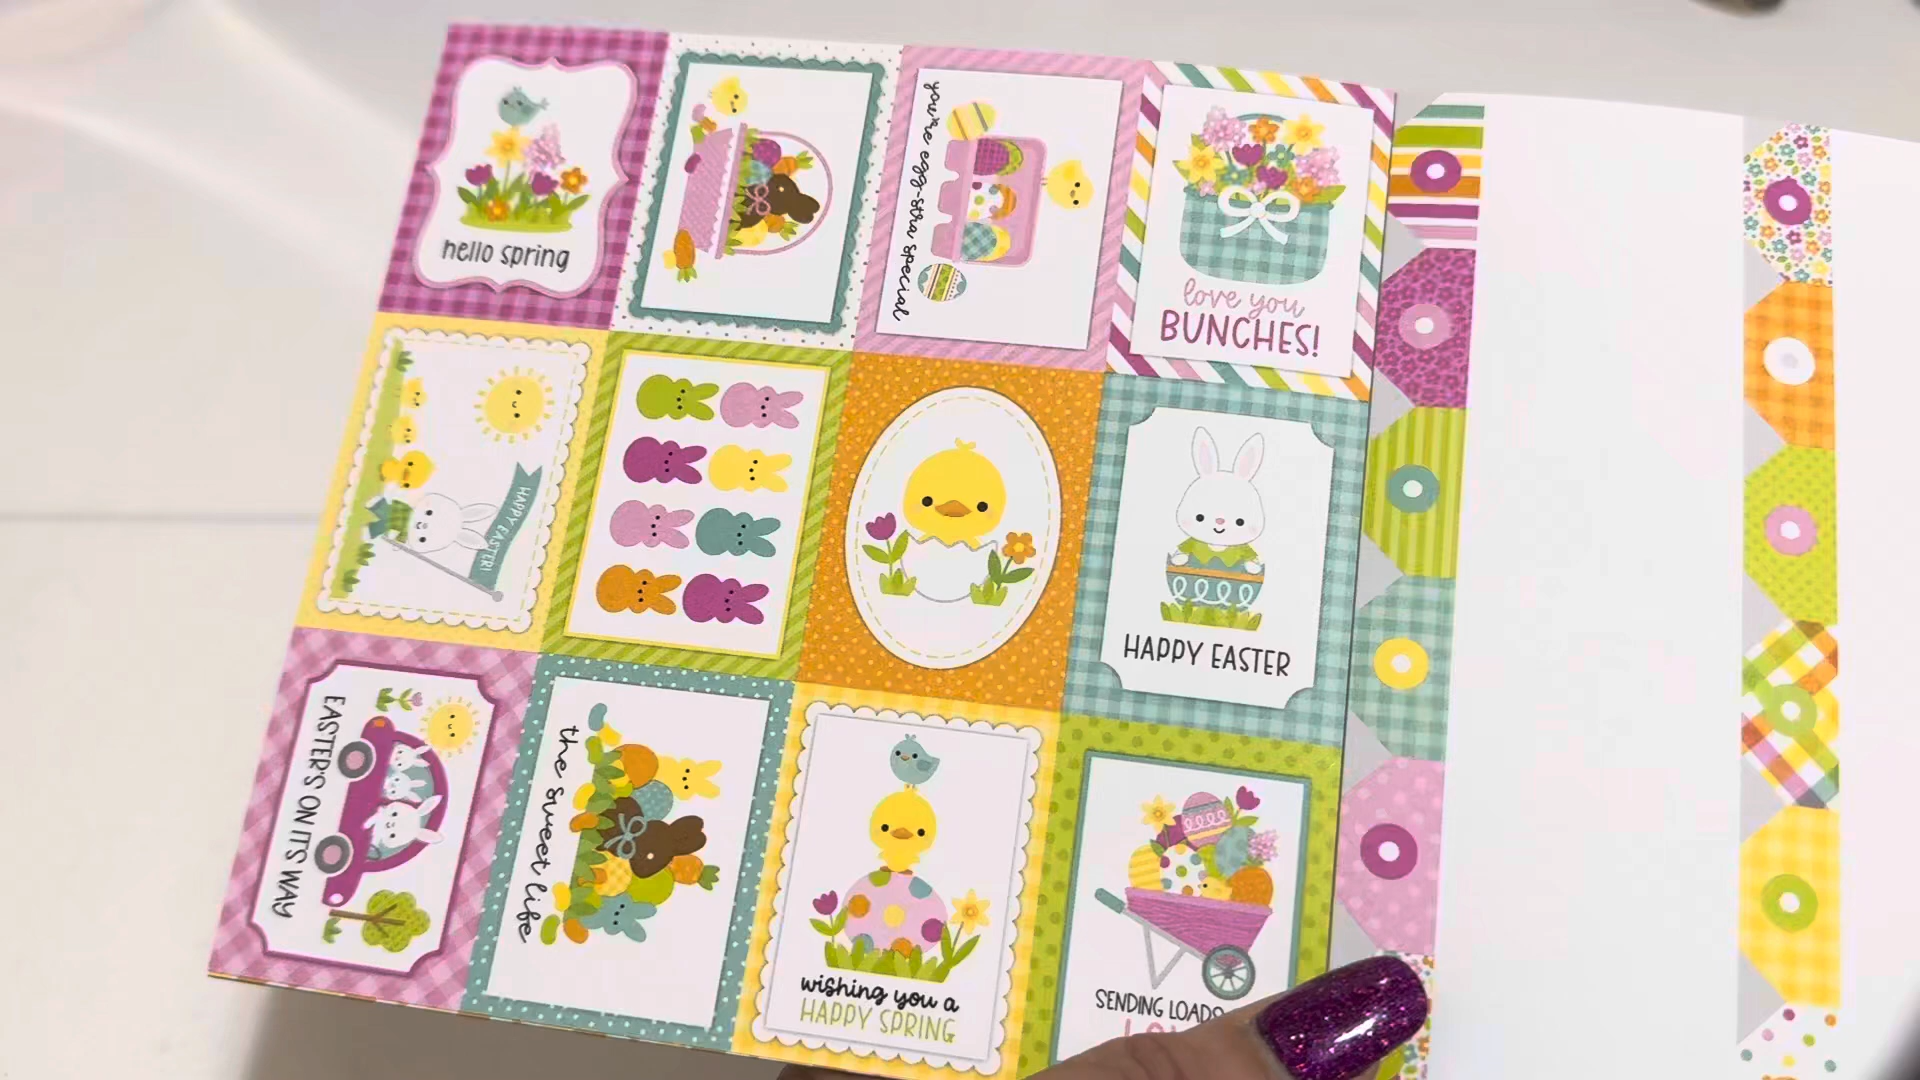 hello spring
you're egg-stra special
love you
BUNCHES!
HAPPY EASTER!
HAPPY EASTER
EASTER'S ON ITS WAY
the sweet life
wishing you a
HAPPY SPRING
SENDING LOADS